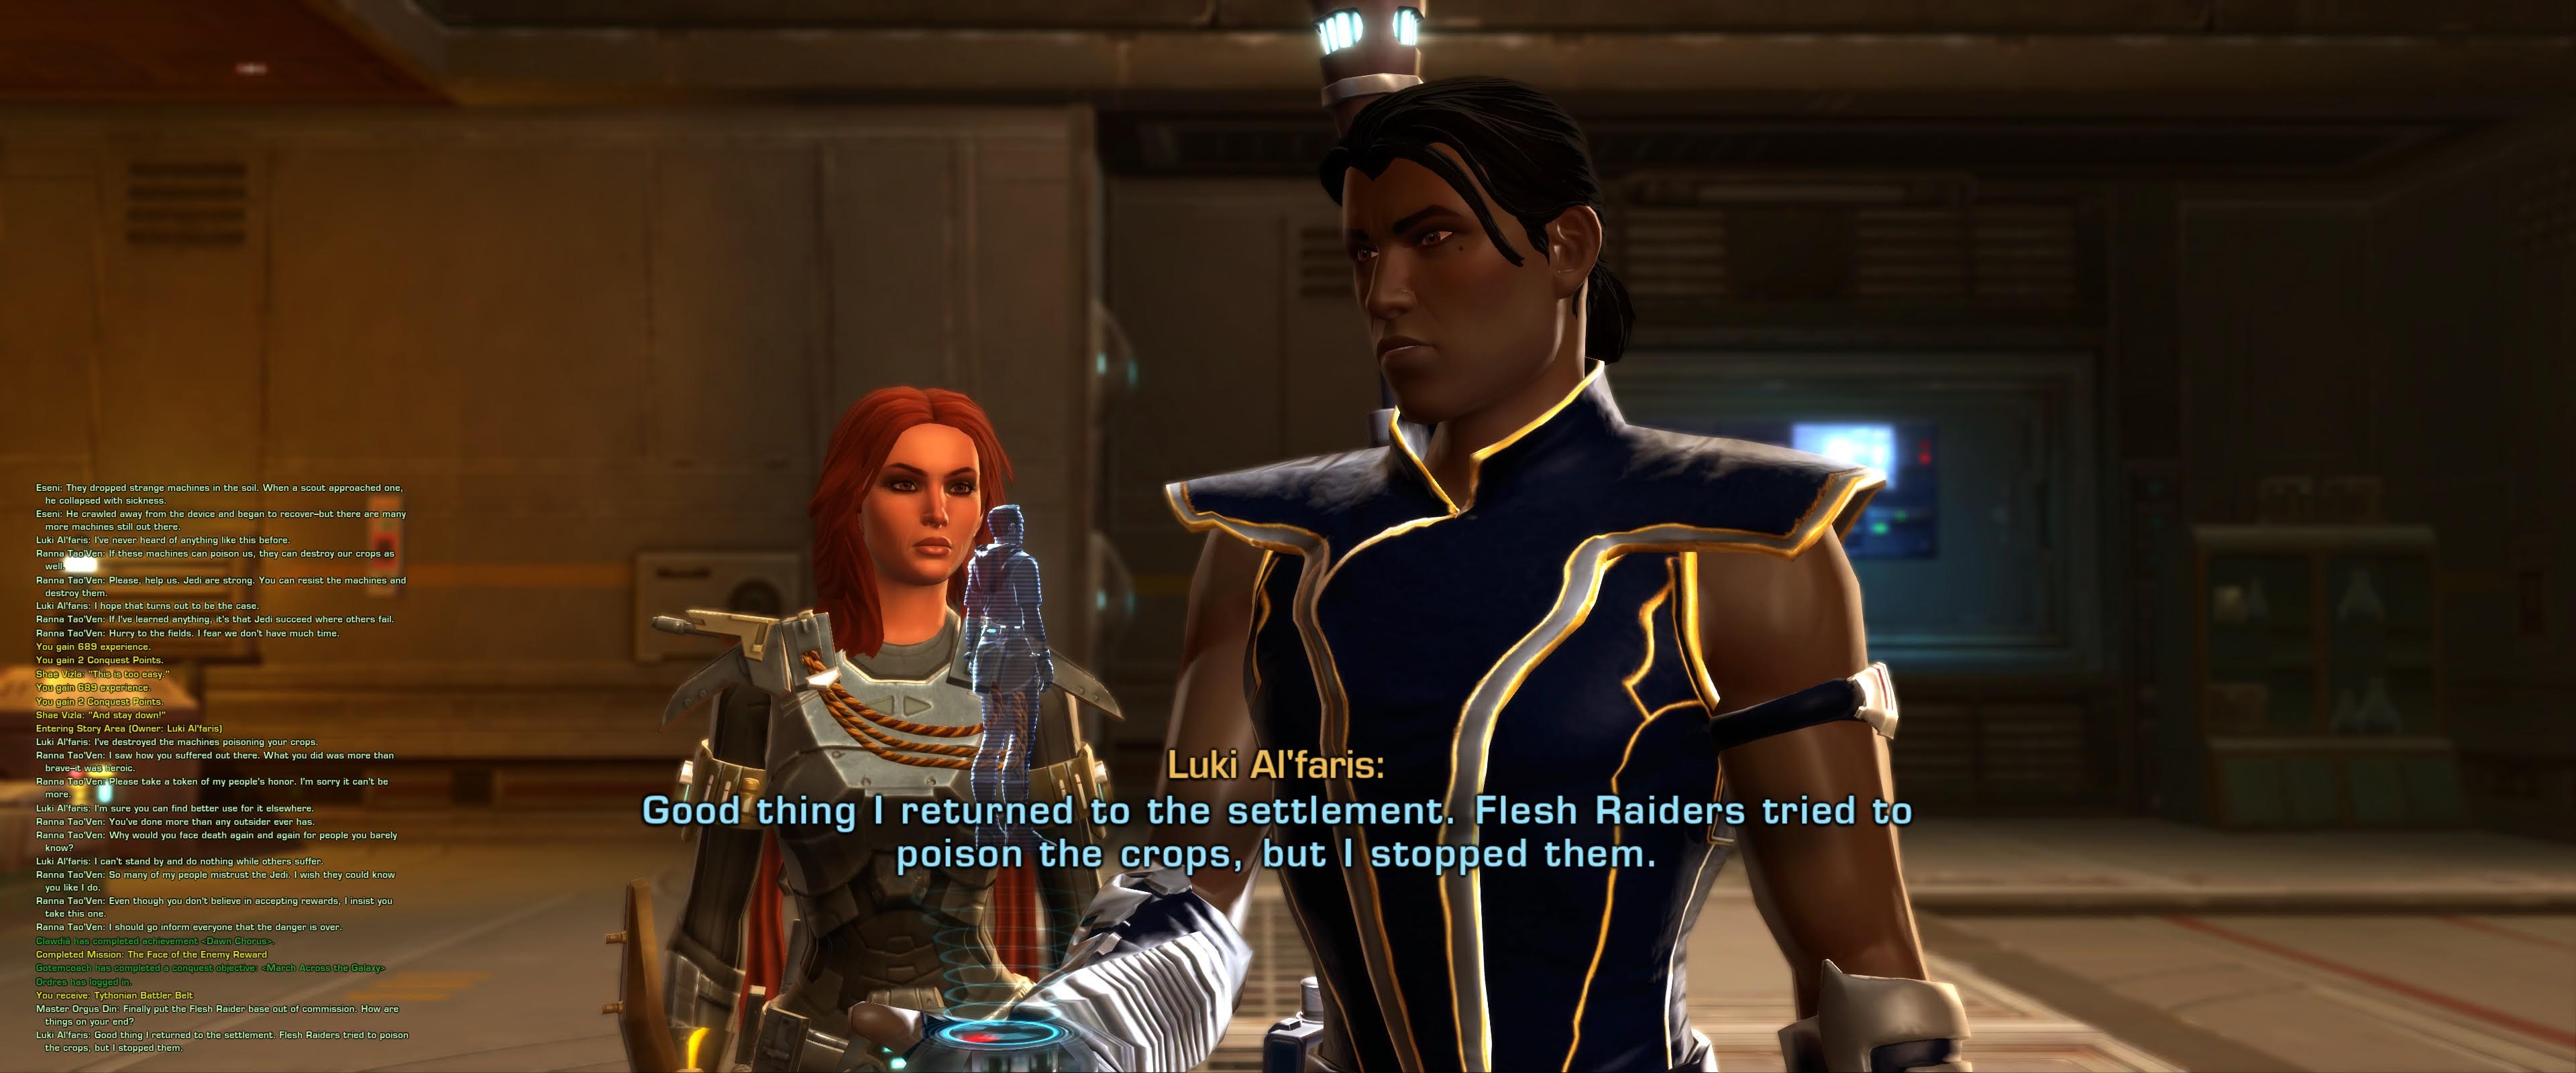 Eseni: They dropped strange machines in the soil. When a scout approached one,
he collapsed with sickness.
Eseni: He crawled away from the device and began to recover--but there are many
more machines still out there.
Luki Al'faris: I've never heard of anything like this before.
Ranna Tao'Ven: If these machines can poison us, they can destroy our crops as
well.
Ranna Tao'Ven: Please, help us. Jedi are strong. You can resist the machines and
destroy them.
Luki Al'faris: I hope that turns out to be the case.
Ranna Tao'Ven: If I've learned anything, it's that Jedi succeed where others fail.
Ranna Tao'Ven: Hurry to the fields. I fear we don't have much time.
You gain 689 experience.
You gain 2 Conquest Points.
Shae Vizla: "This is too easy."
You gain 689 experience.
You gain 2 Conquest Points.
Shae Vizla: "And stay down!"
Entering Story Area (Owner: Luki Al'faris)
Luki Al'faris: I've destroyed the machines poisoning your crops.
Ranna Tao'Ven: I saw how you suffered out there. What you did was more than
brave--it was heroic.
Ranna Tao'Ven: Please take a token of my people's honor. I'm sorry it can't be
more.
Luki Al'faris: I'm sure you can find better use for it elsewhere.
Ranna Tao'Ven: You've done more than any outsider ever has.
Ranna Tao'Ven: Why would you face death again and again for people you barely
know?
Luki Al'faris: I can't stand by and do nothing while others suffer.
Ranna Tao'Ven: So many of my people mistrust the Jedi. I wish they could know
you like I do.
Ranna Tao'Ven: Even though you don't believe in accepting rewards, I insist you
take this one.
Ranna Tao'Ven: I should go inform everyone that the danger is over.
Clawdiã has completed achievement <Dawn Chorus>.
Completed Mission: The Face of the Enemy Reward
Gotemcoach has completed a conquest objective: <March Across the Galaxy>
Ordres has logged in.
You receive: Tythonian Battler Belt
Master Orgus Din: Finally put the Flesh Raider base out of commission. How are
things on your end?
Luki Al'faris: Good thing I returned to the settlement. Flesh Raiders tried to poison
the crops, but I stopped them.
Luki Al'faris:
Good thing I returned to the settlement. Flesh Raiders tried to
poison the crops, but I stopped them.